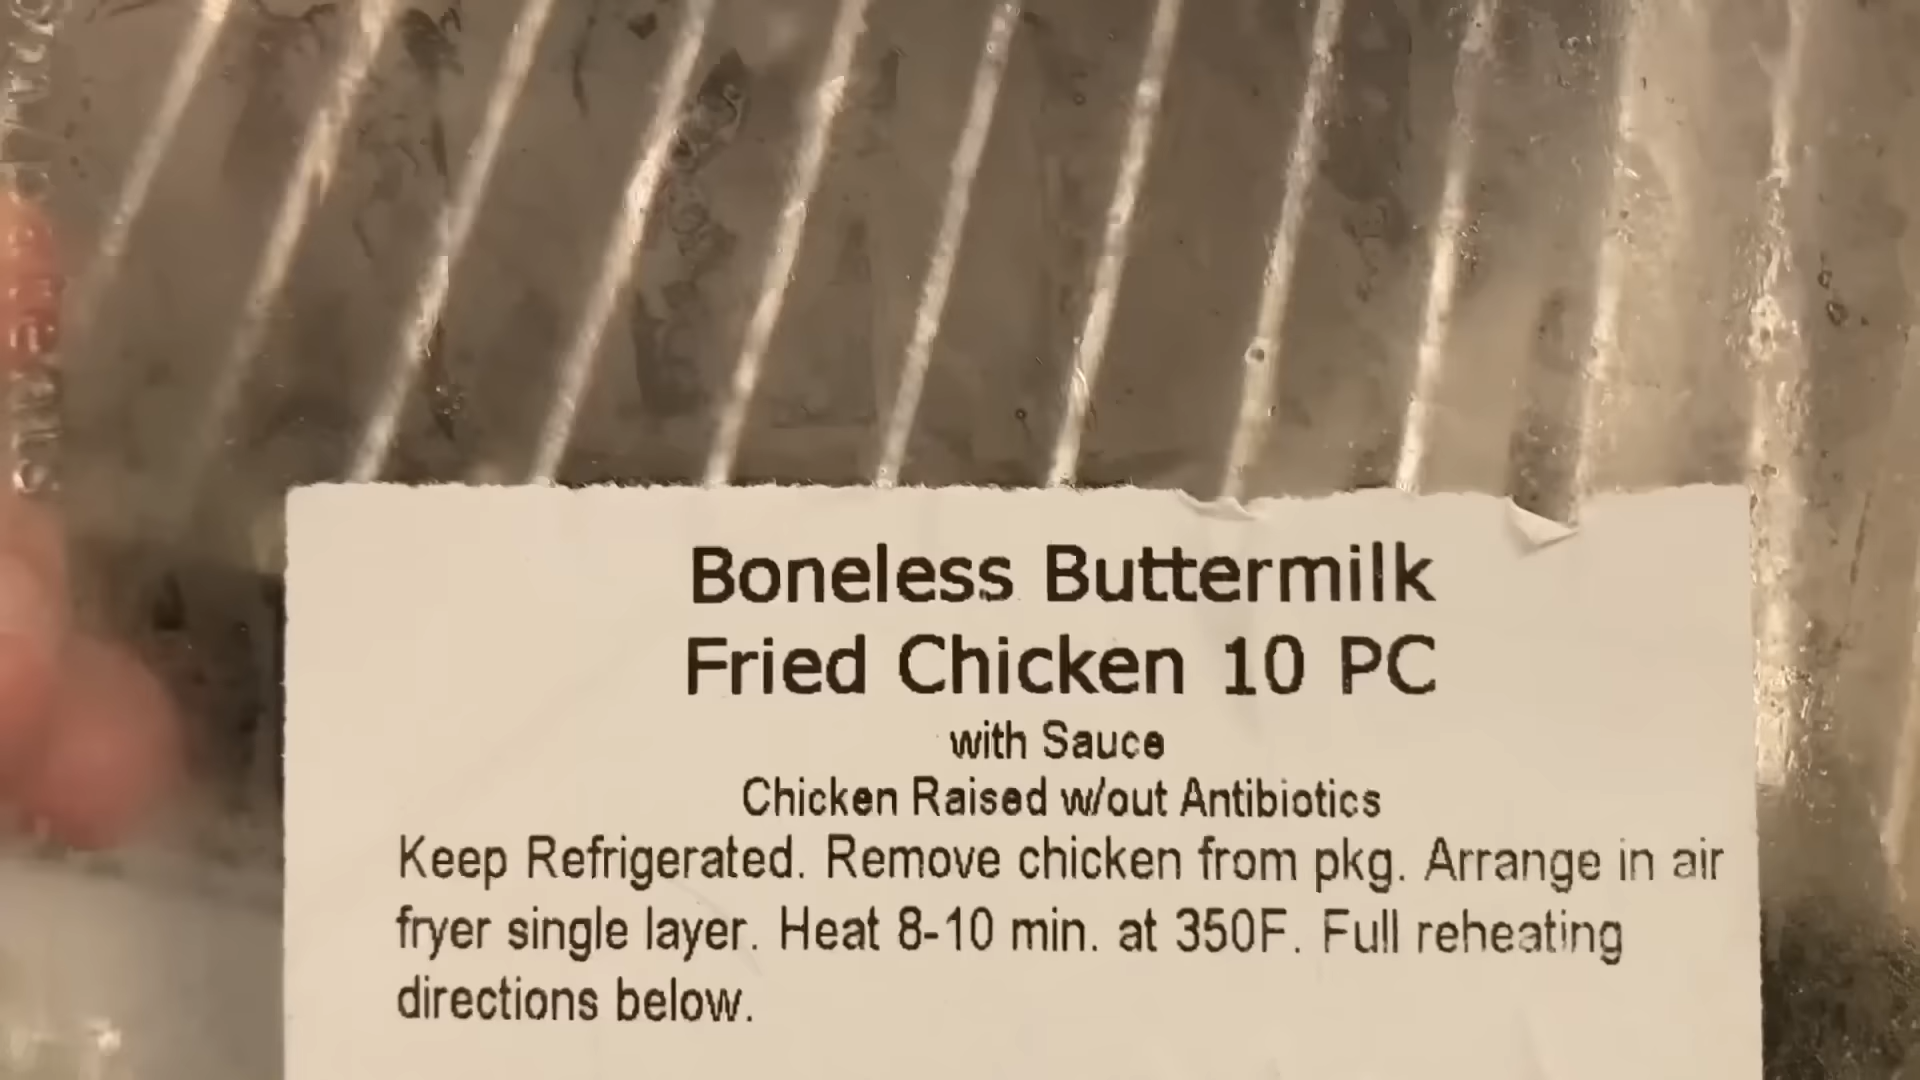 Boneless Buttermilk
Fried Chicken 10 PC
with Sauce
Chicken Raised w/out Antibiotics
Keep Refrigerated. Remove chicken from pkg. Arrange in air
fryer single layer. Heat 8-10 min. at 350F. Full reheating
directions below.